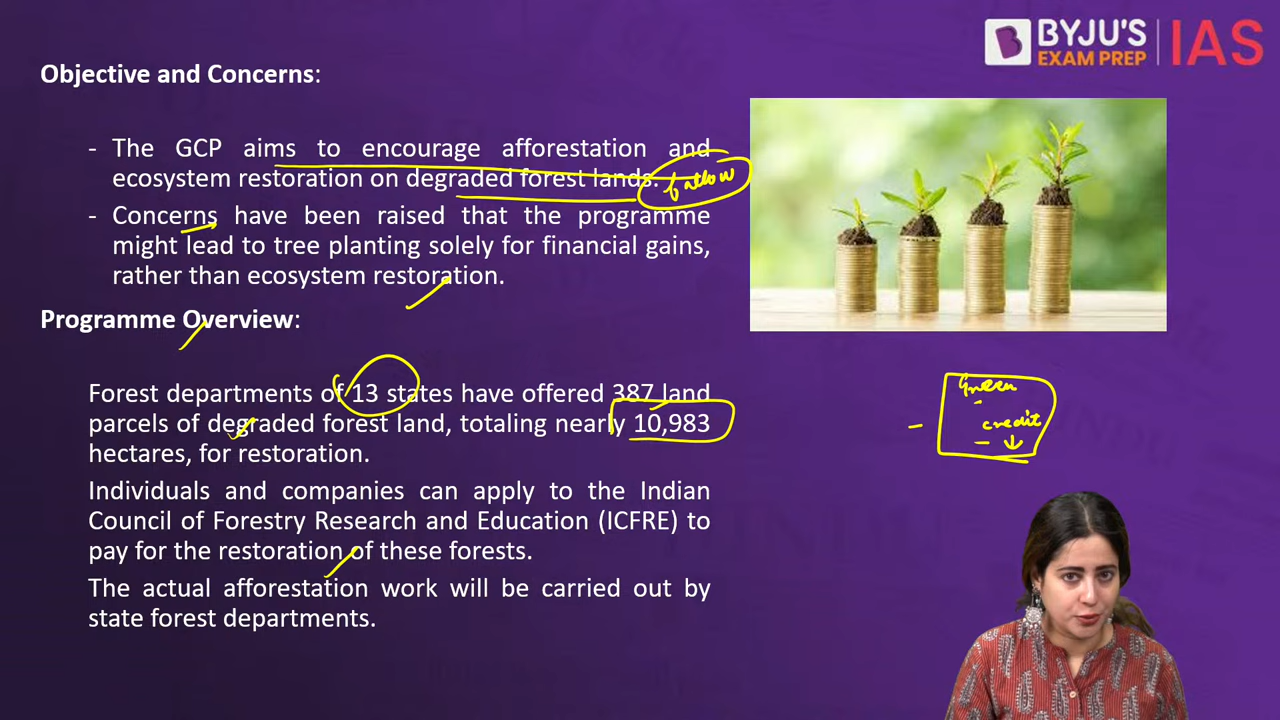 BYJU'S
EXAM PREP
IAS
Objective and Concerns:
- The GCP aims to encourage afforestation and
ecosystem restoration on degraded forest lands.
fallow
- Concerns have been raised that the programme
might lead to tree planting solely for financial gains,
rather than ecosystem restoration.
Programme Overview:
Forest departments of 13 states have offered 387 land
parcels of degraded forest land, totaling nearly 10,983
hectares, for restoration.
Individuals and companies can apply to the Indian
Council of Forestry Research and Education (ICFRE) to
pay for the restoration of these forests.
The actual afforestation work will be carried out by
state forest departments.
Green
credit